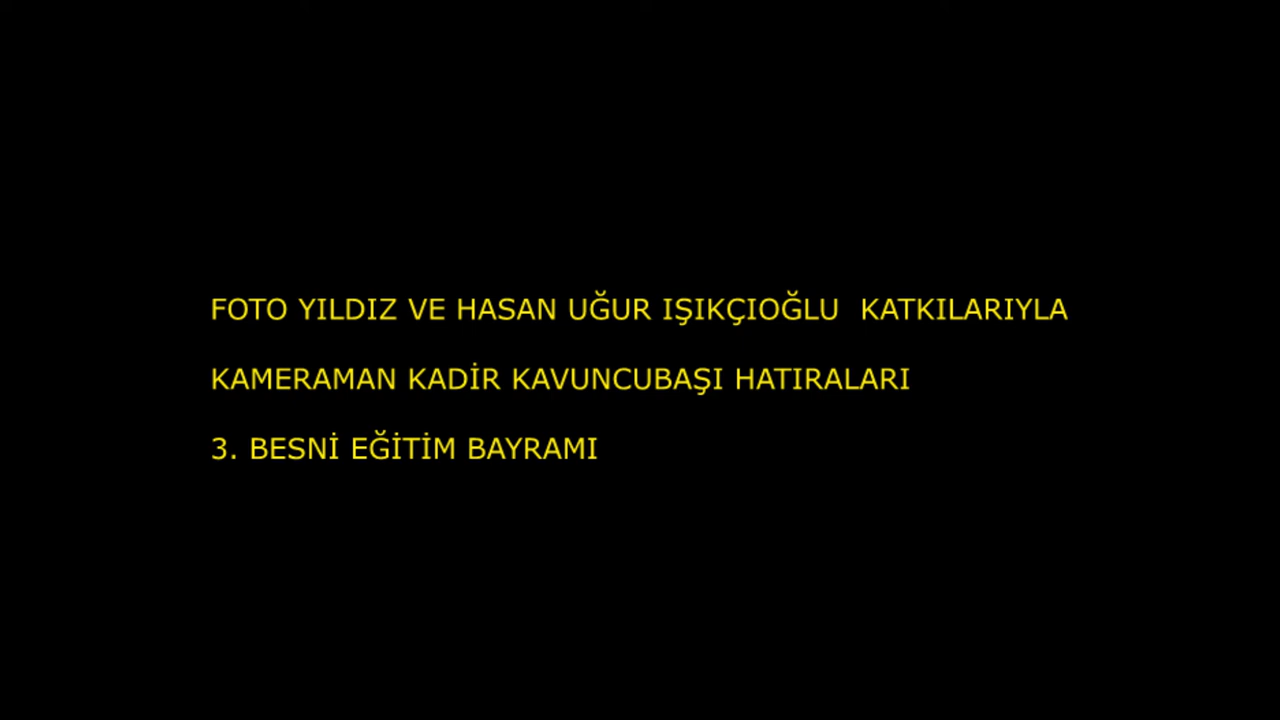 FOTO YILDIZ VE HASAN UĞUR IŞIKÇIOĞLU KATKILARIYLA
KAMERAMAN KADİR KAVUNCUBAŞI HATIRALARI
3. BESNİ EĞİTİM BAYRAMI